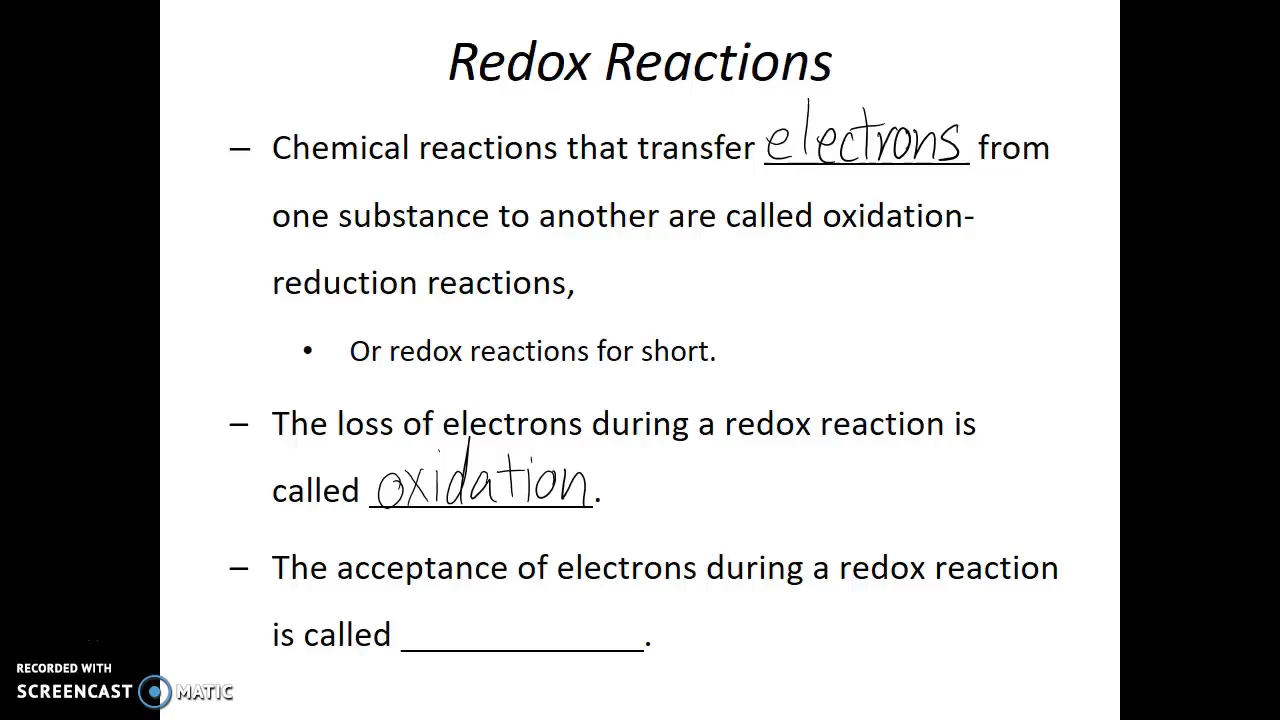 Redox Reactions
– Chemical reactions that transfer electrons from
one substance to another are called oxidation-
reduction reactions,
• Or redox reactions for short.
– The loss of electrons during a redox reaction is
called oxidation.
– The acceptance of electrons during a redox reaction
is called ______________.
RECORDED WITH
SCREENCAST MATIC